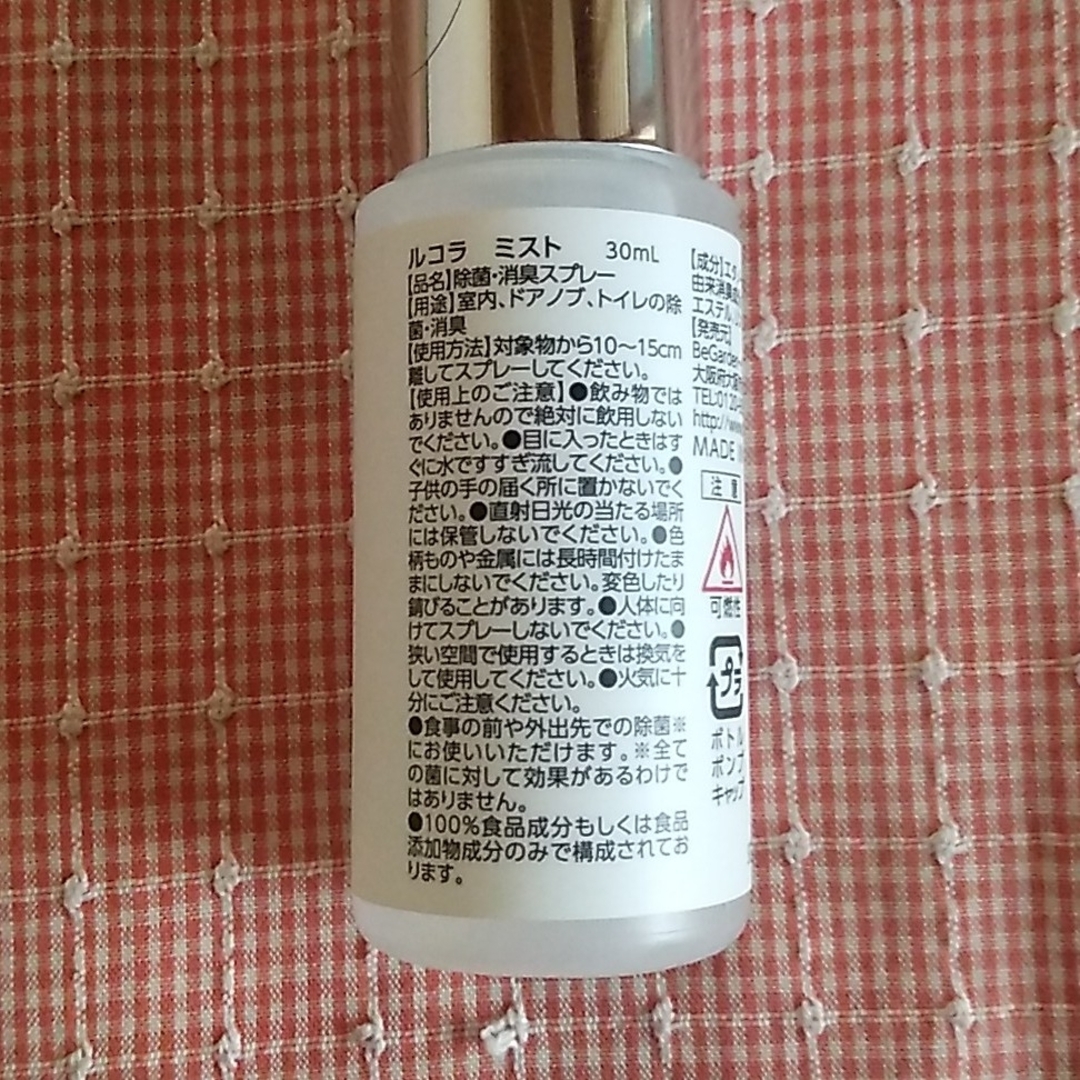 ルコラ ミスト 30mL
【品名】除菌・消臭スプレー
【用途】室内、ドアノブ、トイレの除
菌・消臭
【使用方法】対象物から10〜15cm
離してスプレーしてください。
【使用上のご注意】●飲み物では
ありませんので絶対に飲用しない
でください。●目に入ったときはす
ぐに水ですすぎ流してください。●
子供の手の届く所に置かないでく
ださい。●直射日光の当たる場所
には保管しないでください。●色
柄ものや金属には長時間付けたま
まにしないでください。変色したり
錆びることがあります。●人体に向
けてスプレーしないでください。●
狭い空間で使用するときは換気を
して使用してください。●火気に十
分にご注意ください。
●食事の前や外出先での除菌※
にお使いいただけます。※全て
の菌に対して効果があるわけで
はありません。
●100%食品成分もしくは食品
添加物成分のみで構成されてお
ります。
【成分】エタ
由来消臭
エステル
【発売元】
BeGarden
大阪府大阪
TEL:0120
http://www
MADE
注意
可燃性
プラ
ボトル
ポンプ
キャップ